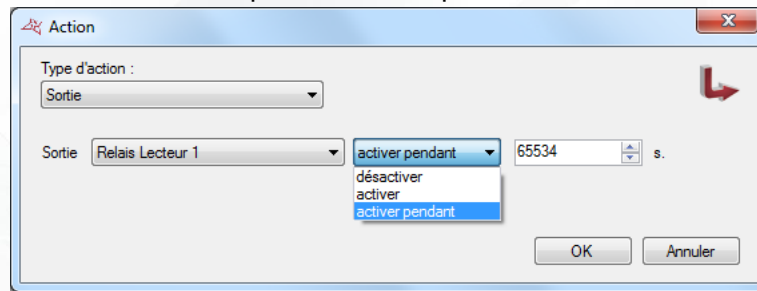 Action
Type d'action :
Sortie
Sortie Relais Lecteur 1 activer pendant 65534 s.
désactiver
activer
activer pendant
OK Annuler